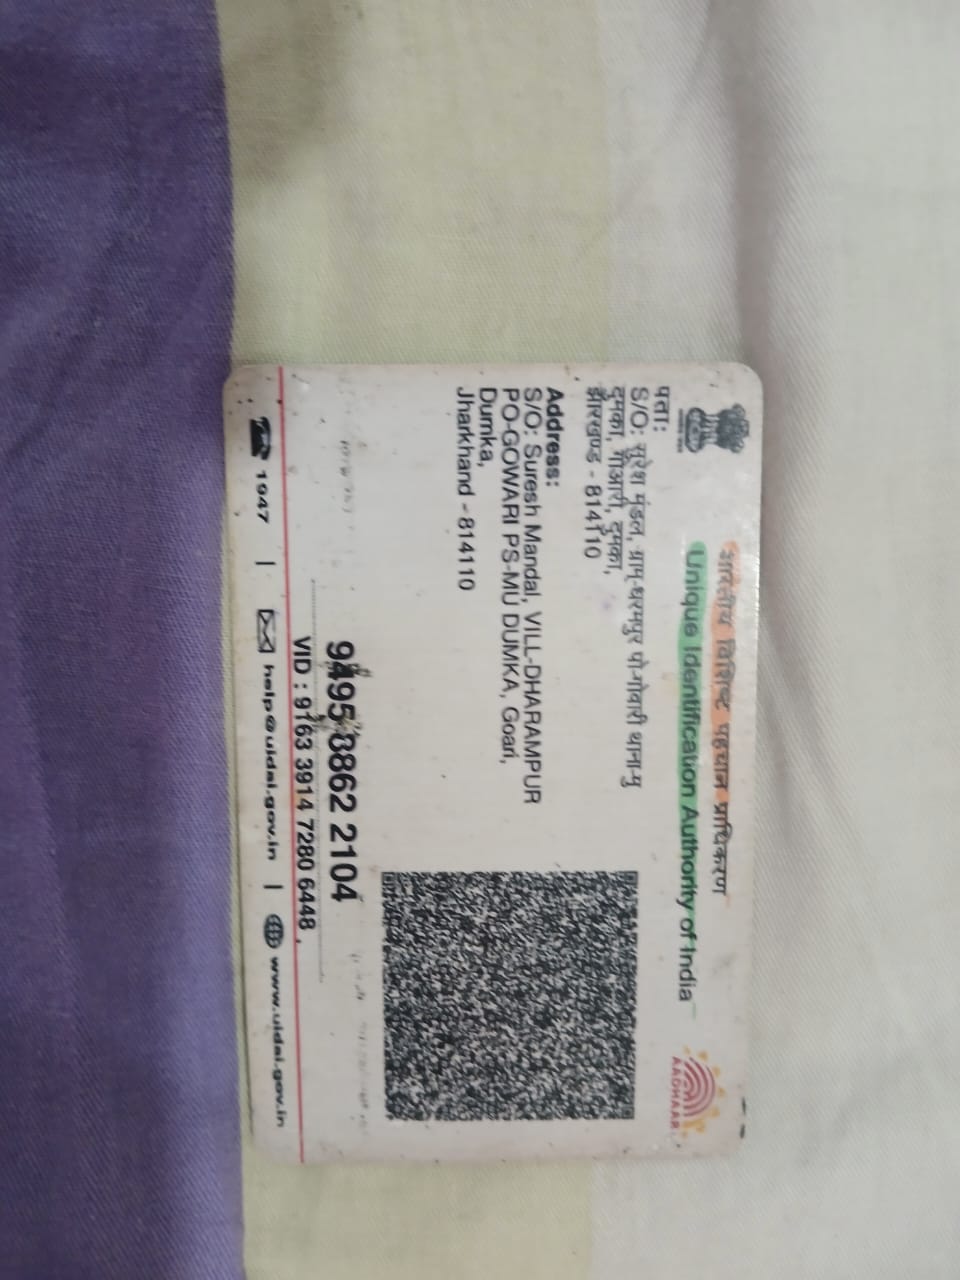 भारतीय विशिष्ट पहचान प्राधिकरण
Unique Identification Authority of India
AADHAAR
पता:
S/O: सुरेश मंडल, ग्राम-धरमपुर पो-गोवारी थाना-मु
दुमका, गोआरी, दुमका,
झारखण्ड - 814110
Address:
S/O: Suresh Mandal, VILL-DHARAMPUR
PO-GOWARI PS-MU DUMKA, Goari,
Dumka,
Jharkhand - 814110
9495 8862 2104
VID : 9163 3914 7280 6448
1947 | help@uidai.gov.in | www.uidai.gov.in